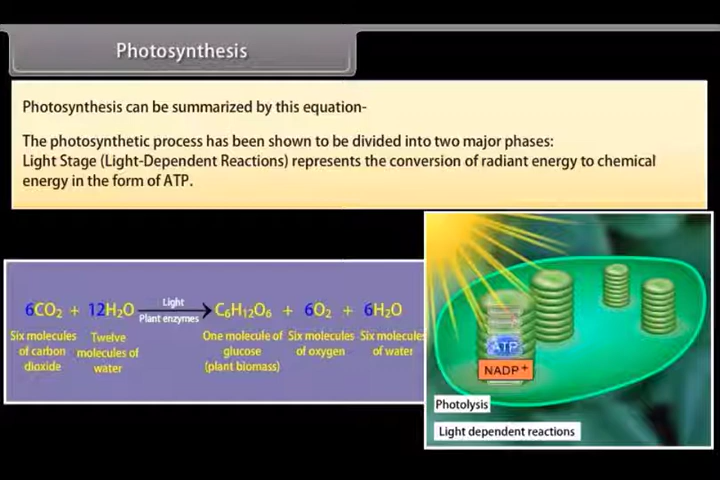 Photosynthesis
Photosynthesis can be summarized by this equation-
The photosynthetic process has been shown to be divided into two major phases:
Light Stage (Light-Dependent Reactions) represents the conversion of radiant energy to chemical
energy in the form of ATP.
6CO₂ + 12H₂O Light Plant enzymes C₆H₁₂O₆ + 6O₂ + 6H₂O
Six molecules of carbon dioxide
Twelve molecules of water
One molecule of glucose (plant biomass)
Six molecules of oxygen
Six molecules of water
ATP
NADP⁺
Photolysis
Light dependent reactions